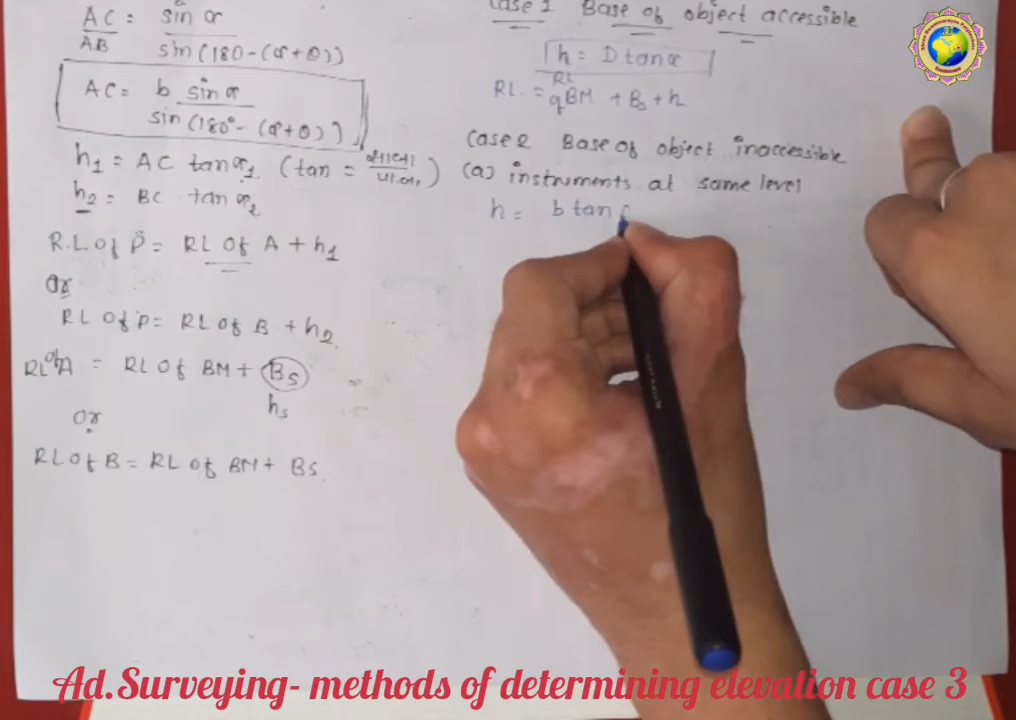 AC = sin α
AB sin(180-(α+θ))
AC = b sin α
sin(180°-(α+θ))
h1 = AC tan α1 (tan = સામેની )
h2 = BC tan α2
R.L of P = RL of A + h1
Or
RL of P = RL of B + h2
RL of A = RL of BM + Bs
hs
or
RL of B = RL of BM + Bs.
Case 1 Base of object accessible
h = D tan α
RL. = RL of BM + Bs + h
Case 2 Base of object inaccessible
(a) instruments at same level
h = b tan
Ad.Surveying- methods of determining elevation case 3